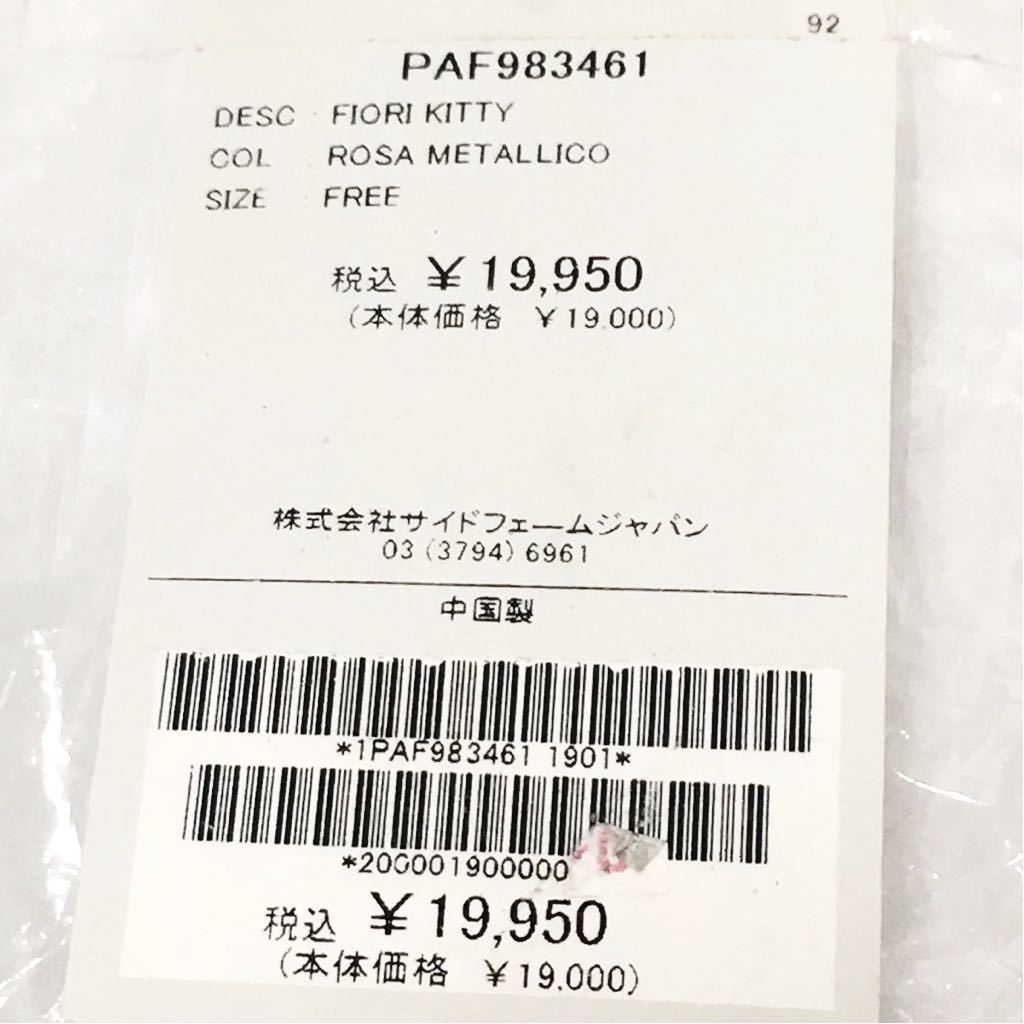 92
PAF983461
DESC : FIORI KITTY
COL ROSA METALLICO
SIZE : FREE
税込 ¥19,950
(本体価格 ¥19,000)
株式会社サイドフェームジャパン
03 (3794) 6961
中国製
*1PAF983461 1901*
*200001900000
税込 ¥19,950
(本体価格 ¥19,000)